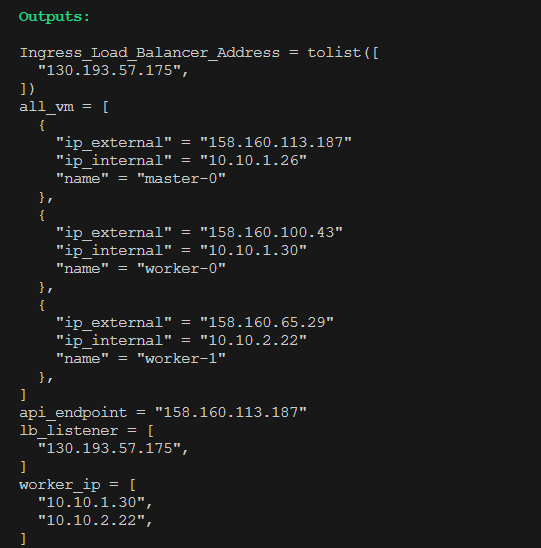 Outputs:
Ingress_Load_Balancer_Address = tolist([
  "130.193.57.175",
])
all_vm = [
  {
    "ip_external" = "158.160.113.187"
    "ip_internal" = "10.10.1.26"
    "name" = "master-0"
  },
  {
    "ip_external" = "158.160.100.43"
    "ip_internal" = "10.10.1.30"
    "name" = "worker-0"
  },
  {
    "ip_external" = "158.160.65.29"
    "ip_internal" = "10.10.2.22"
    "name" = "worker-1"
  },
]
api_endpoint = "158.160.113.187"
lb_listener = [
  "130.193.57.175",
]
worker_ip = [
  "10.10.1.30",
  "10.10.2.22",
]